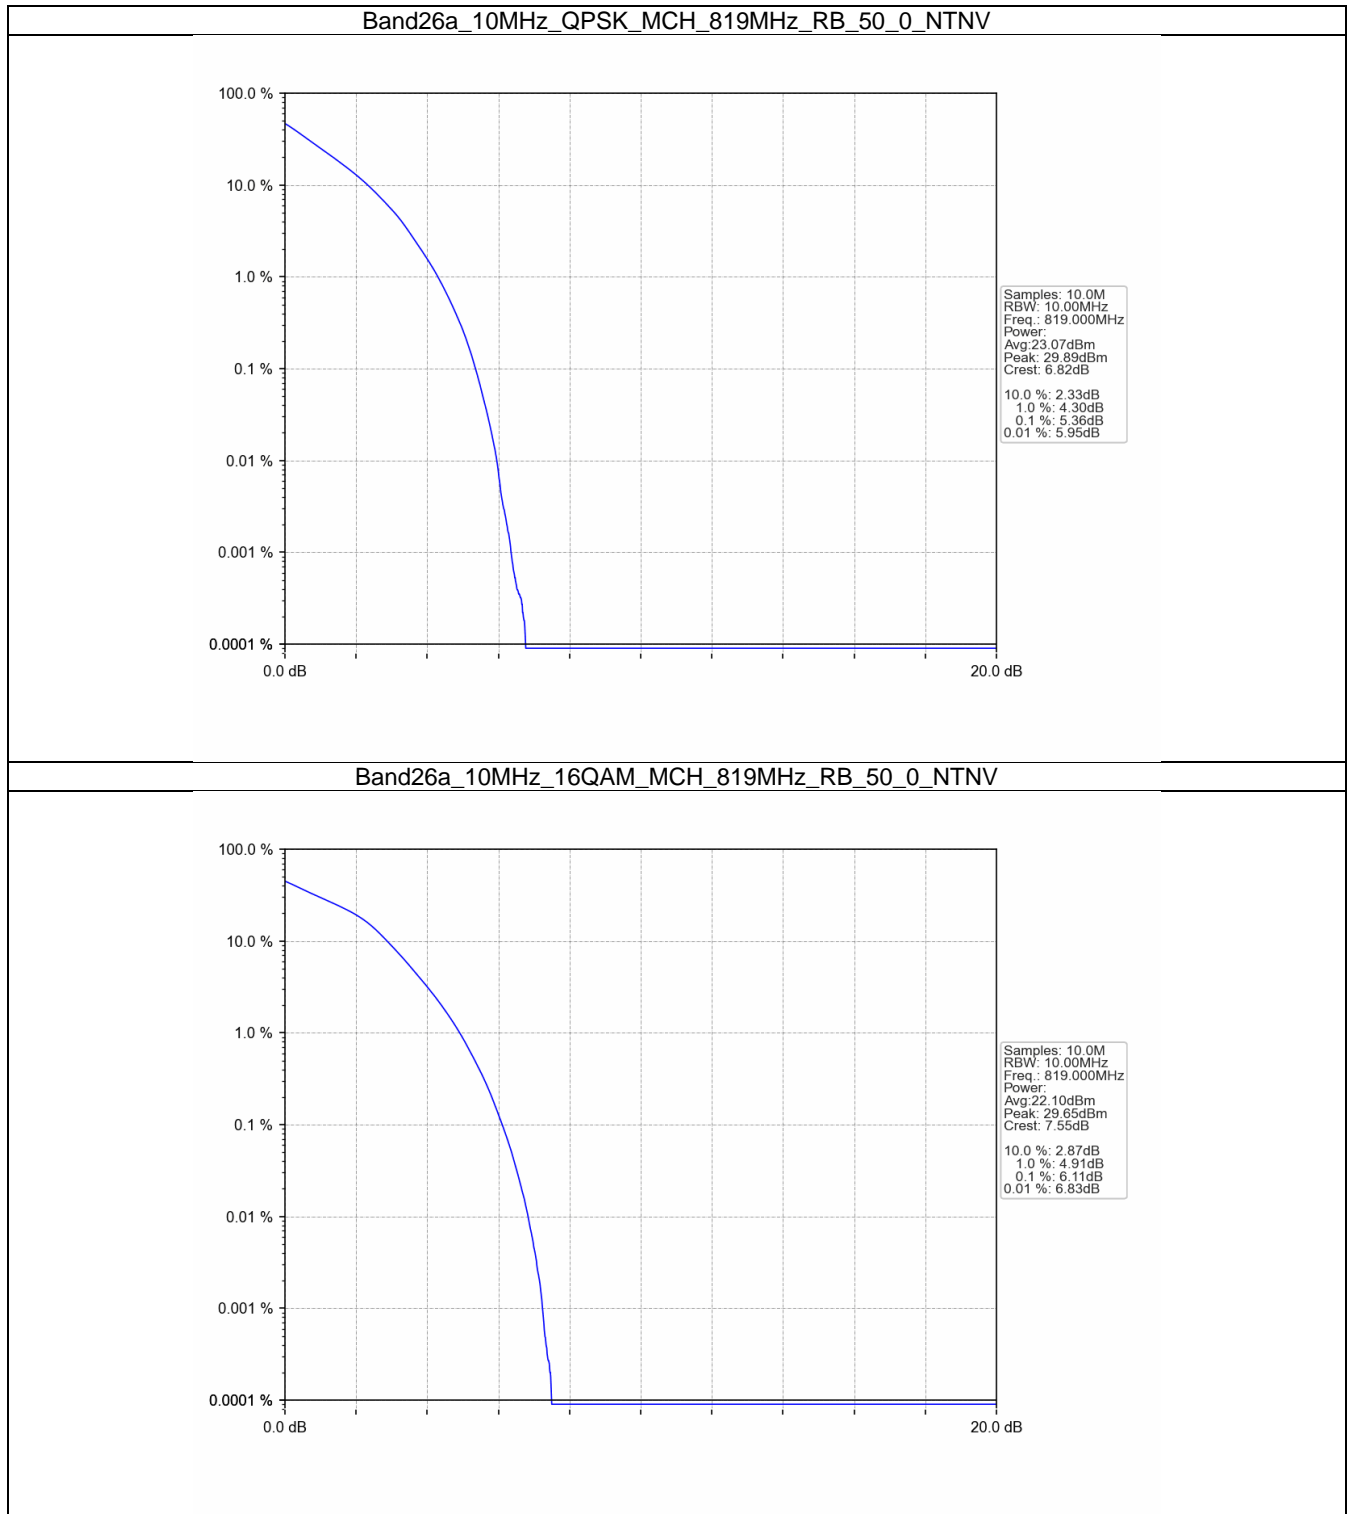 Band26a_10MHz_QPSK_MCH_819MHz_RB_50_0_NTNV
100.0 %
10.0 %
1.0 %
0.1 %
0.01 %
0.001 %
0.0001 %
0.0 dB
20.0 dB
Samples: 10.0M
RBW: 10.00MHz
Freq.: 819.000MHz
Power:
Avg:23.07dBm
Peak: 29.89dBm
Crest: 6.82dB
10.0 %: 2.33dB
1.0 %: 4.30dB
0.1 %: 5.36dB
0.01 %: 5.95dB
Band26a_10MHz_16QAM_MCH_819MHz_RB_50_0_NTNV
100.0 %
10.0 %
1.0 %
0.1 %
0.01 %
0.001 %
0.0001 %
0.0 dB
20.0 dB
Samples: 10.0M
RBW: 10.00MHz
Freq.: 819.000MHz
Power:
Avg:22.10dBm
Peak: 29.65dBm
Crest: 7.55dB
10.0 %: 2.87dB
1.0 %: 4.91dB
0.1 %: 6.11dB
0.01 %: 6.83dB